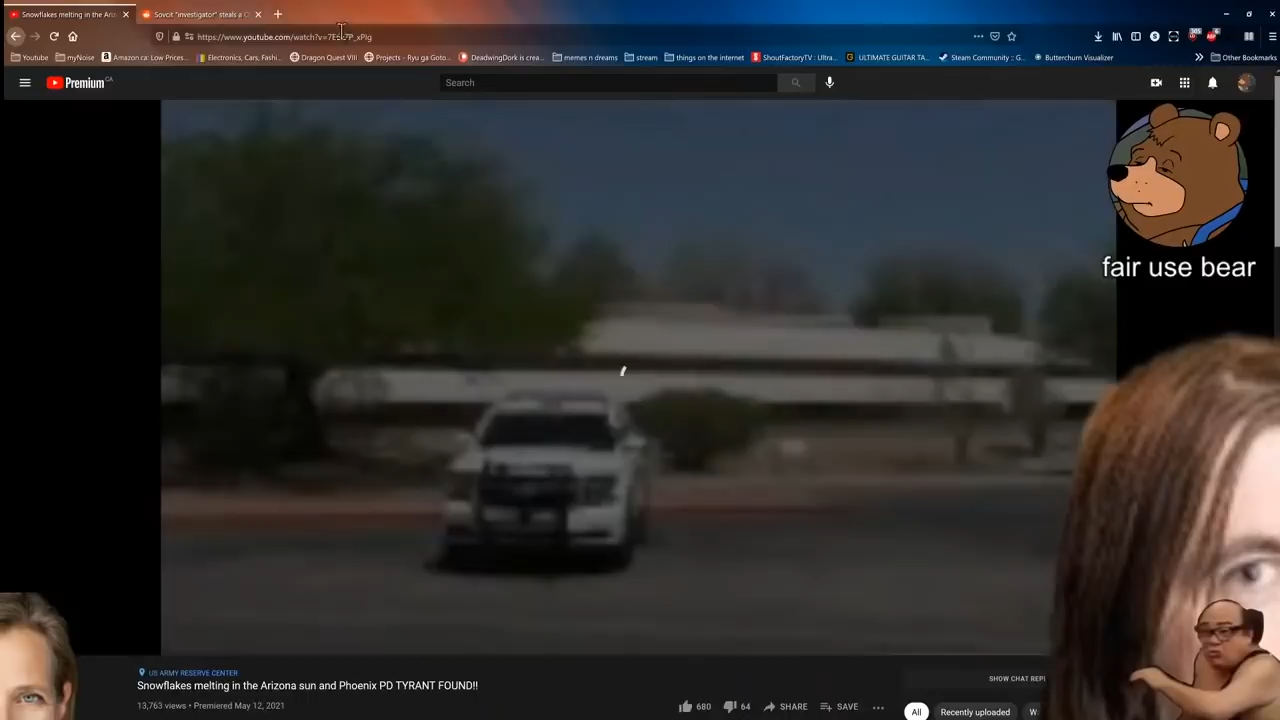 Snowflakes melting in the Ariz
Sovcit "investigator" steals a C
https://www.youtube.com/watch?v=
Youtube
myNoise
Amazon.ca: Low Prices...
Electronics, Cars, Fashi...
Dragon Quest VIII
Projects - Ryu ga Goto...
DeadwingDork is crea...
memes n dreams
stream
things on the internet
ShoutFactoryTV : Ultra...
ULTIMATE GUITAR TA...
Steam Community :: G...
Butterchurn Visualizer
Other Bookmarks
Premium CA
Search
fair use bear
US ARMY RESERVE CENTER
Snowflakes melting in the Arizona sun and Phoenix PD TYRANT FOUND!!
SHOW CHAT REPL
13,763 views • Premiered May 12, 2021
680
64
SHARE
SAVE
All
Recently uploaded
W